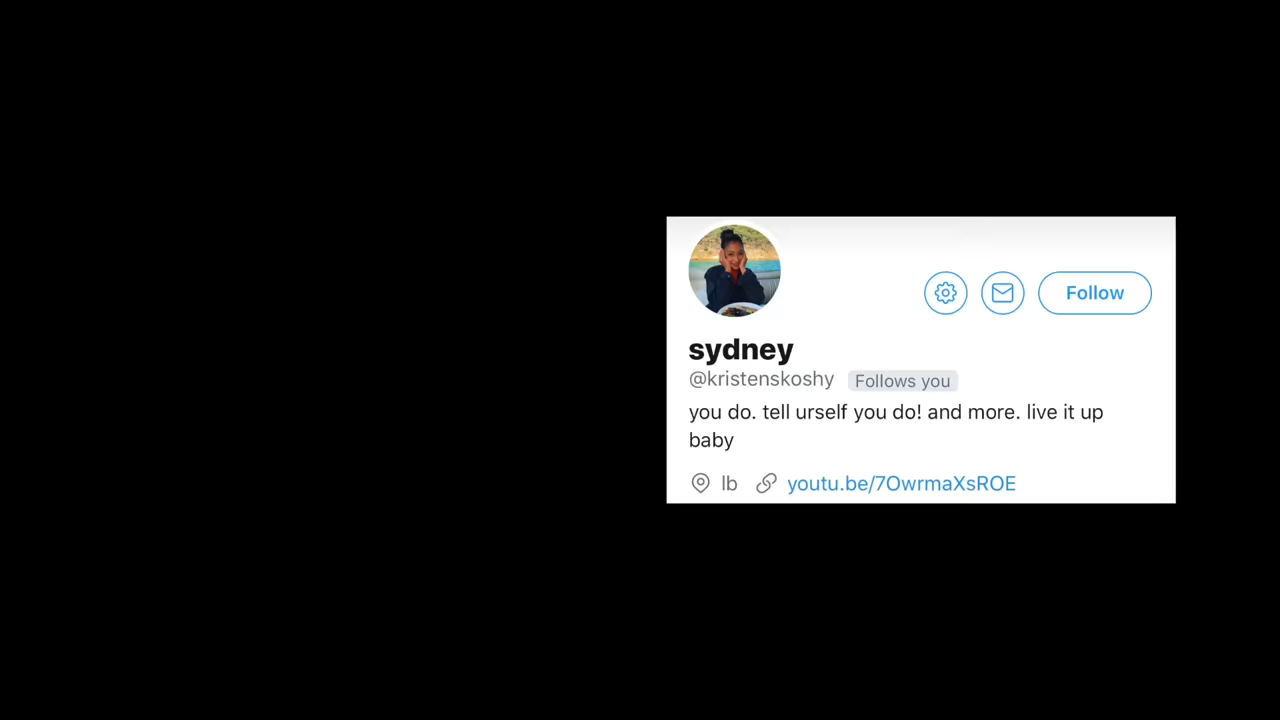 Follow
sydney
@kristenskoshy Follows you
you do. tell urself you do! and more. live it up
baby
lb youtu.be/7OwrmaXsROE